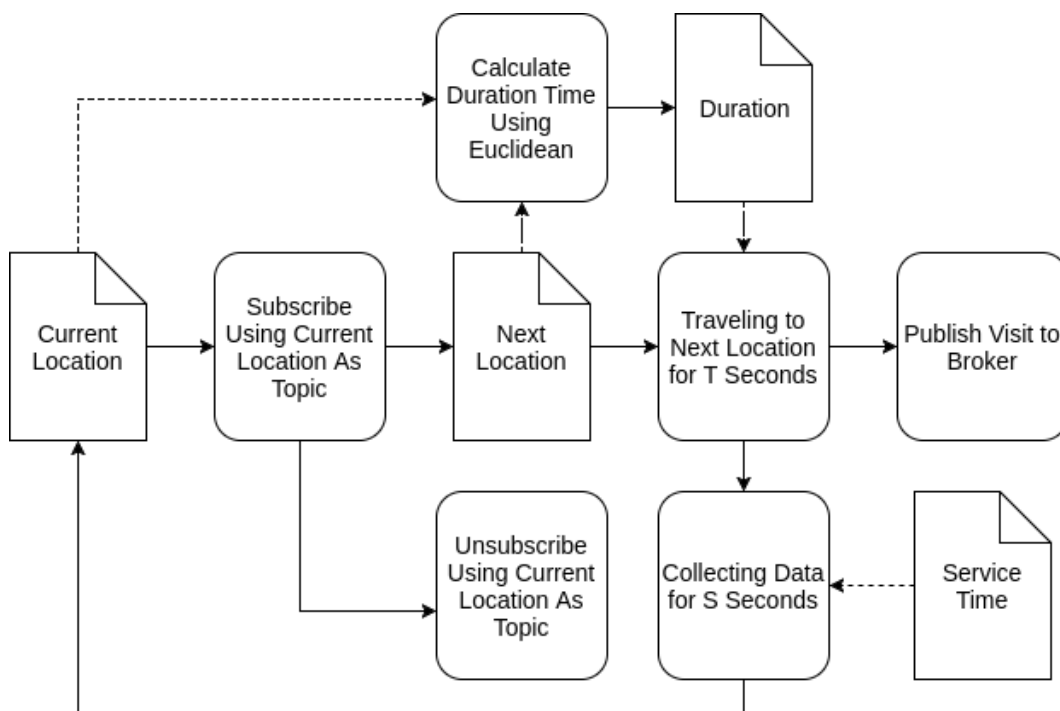 Calculate
Duration Time
Using
Euclidean
Duration
Current
Location
Subscribe
Using Current
Location As
Topic
Next
Location
Traveling to
Next Location
for T Seconds
Publish Visit to
Broker
Unsubscribe
Using Current
Location As
Topic
Collecting Data
for S Seconds
Service
Time